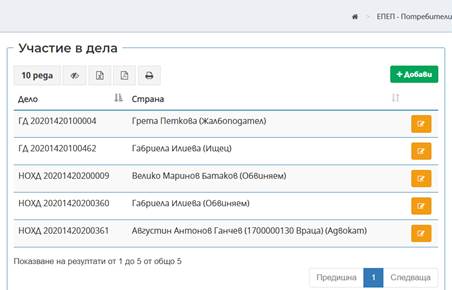 > ЕПЕП - Потребители
Участие в дела
10 реда
+ Добави
Дело Страна
ГД 20201420100004 Грета Петкова (Жалбоподател)
ГД 20201420100462 Габриела Илиева (Ищец)
НОХД 20201420200009 Велико Маринов Батаков (Обвиняем)
НОХД 20201420200360 Габриела Илиева (Обвиняем)
НОХД 20201420200361 Августин Антонов Ганчев (1700000130 Враца) (Адвокат)
Показване на резултати от 1 до 5 от общо 5
Предишна 1 Следваща